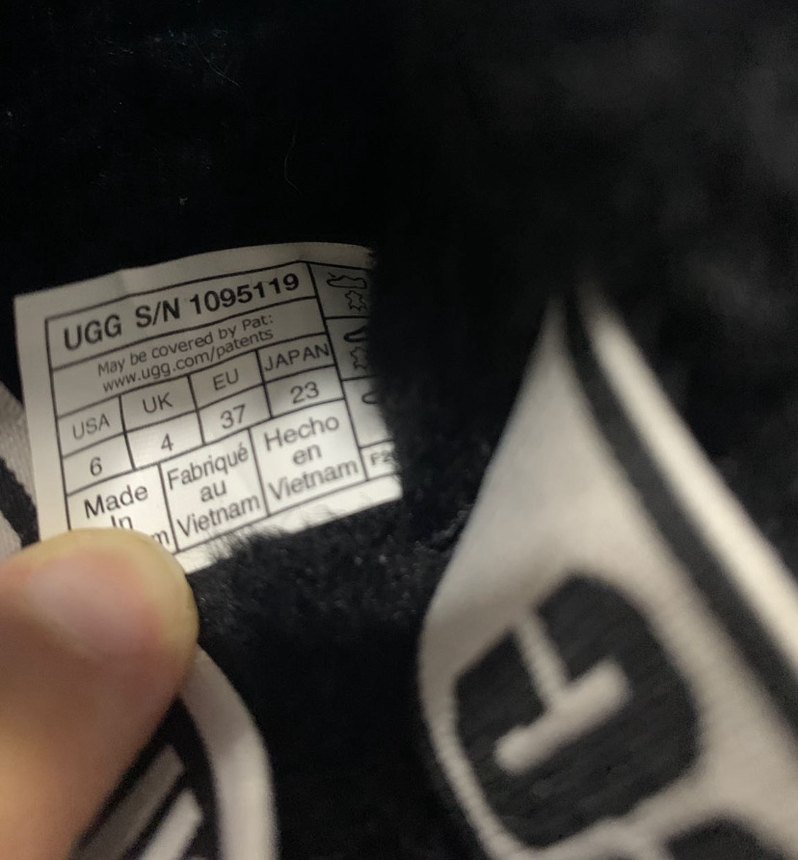 UGG S/N 1095119
May be covered by Pat:
www.ugg.com/patents
USA UK EU JAPAN
6 4 37 23
Made In
Fabriqué au Vietnam
Hecho en Vietnam